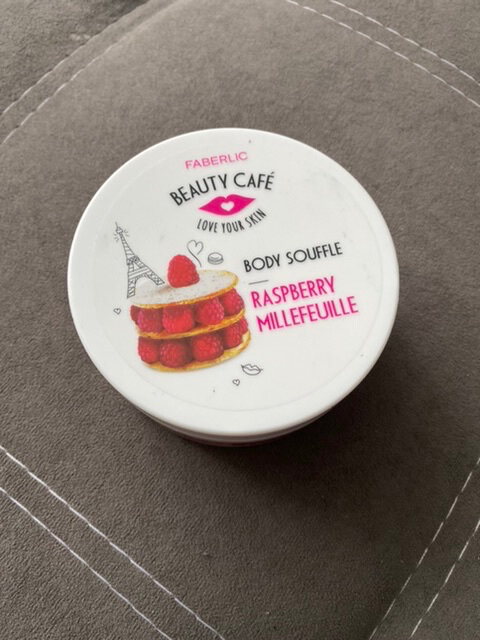 FABERLIC
BEAUTY CAFÉ
LOVE YOUR SKIN
BODY SOUFFLE
RASPBERRY
MILLEFEUILLE